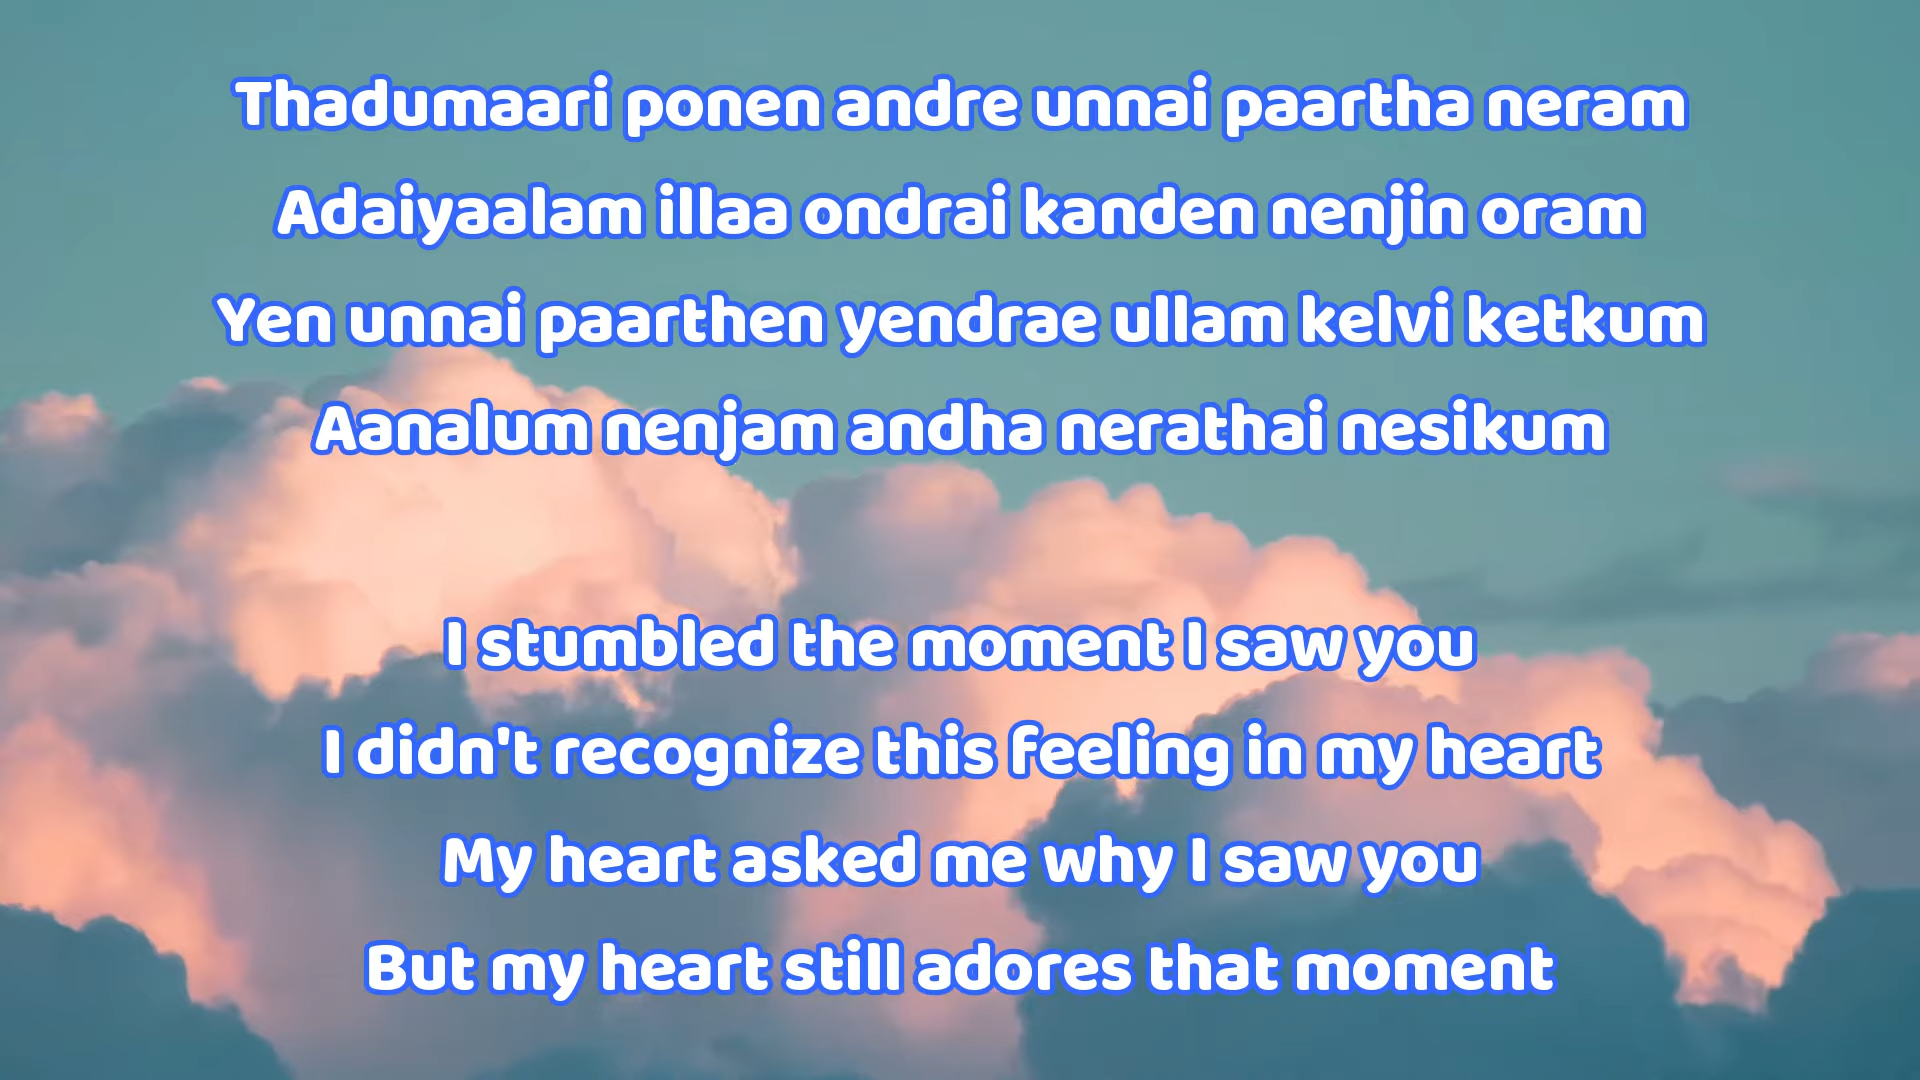 Thadumaari ponen andre unnai paartha neram
Adaiyaalam illaa ondrai kanden nenjin oram
Yen unnai paarthen yendrae ullam kelvi ketkum
Aanalum nenjam andha nerathai nesikum
I stumbled the moment I saw you
I didn't recognize this feeling in my heart
My heart asked me why I saw you
But my heart still adores that moment